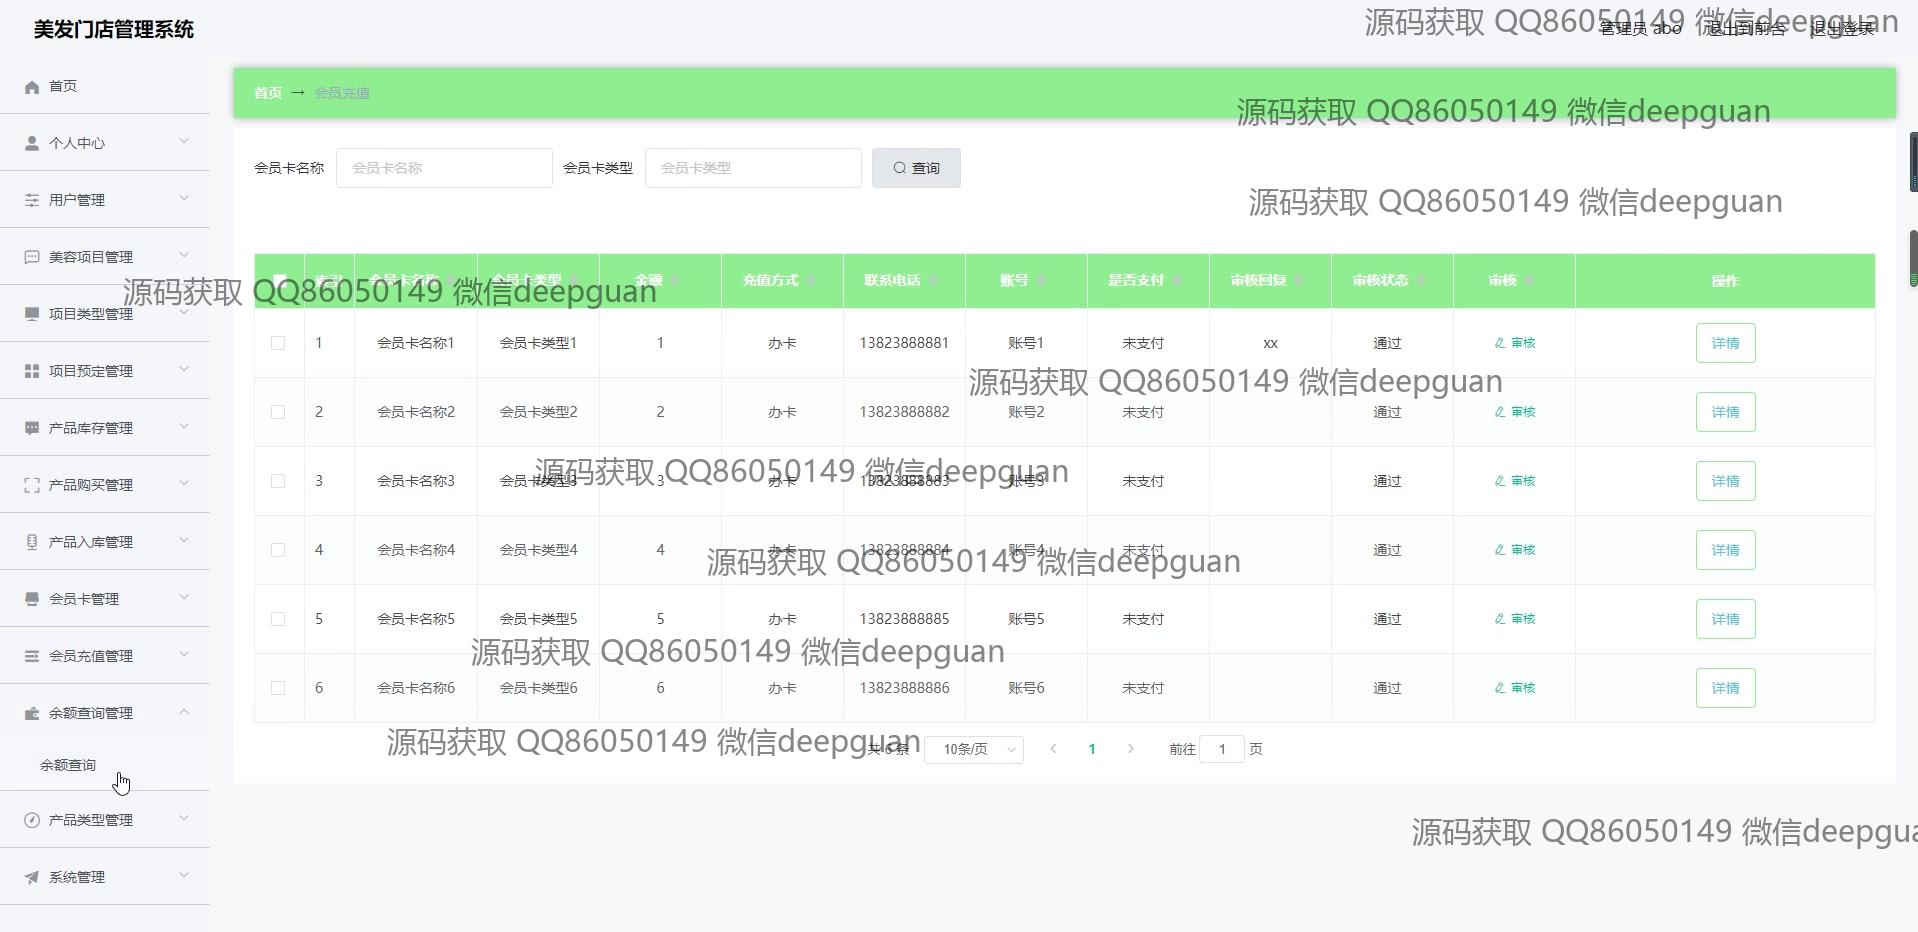 美发门店管理系统
源码获取 QQ86050149 微信deepguan
管理员 abo 退出到前台 退出登录
首页
个人中心
用户管理
美容项目管理
项目类型管理
项目预定管理
产品库存管理
产品购买管理
产品入库管理
会员卡管理
会员充值管理
余额查询管理
余额查询
产品类型管理
系统管理
首页 → 会员充值
源码获取 QQ86050149 微信deepguan
会员卡名称 会员卡名称 会员卡类型 会员卡类型 查询
源码获取 QQ86050149 微信deepguan
索引 会员卡名称 会员卡类型 金额 充值方式 联系电话 账号 是否支付 审核回复 审核状态 审核 操作
源码获取 QQ86050149 微信deepguan
1 会员卡名称1 会员卡类型1 1 办卡 13823888881 账号1 未支付 xx 通过 审核 详情
源码获取 QQ86050149 微信deepguan
2 会员卡名称2 会员卡类型2 2 办卡 13823888882 账号2 未支付 通过 审核 详情
源码获取 QQ86050149 微信deepguan
3 会员卡名称3 会员卡类型3 3 办卡 13823888883 账号3 未支付 通过 审核 详情
4 会员卡名称4 会员卡类型4 4 办卡 13823888884 账号4 未支付 通过 审核 详情
源码获取 QQ86050149 微信deepguan
5 会员卡名称5 会员卡类型5 5 办卡 13823888885 账号5 未支付 通过 审核 详情
源码获取 QQ86050149 微信deepguan
6 会员卡名称6 会员卡类型6 6 办卡 13823888886 账号6 未支付 通过 审核 详情
源码获取 QQ86050149 微信deepguan
共 6 条 10条/页 1 前往 1 页
源码获取 QQ86050149 微信deepgua